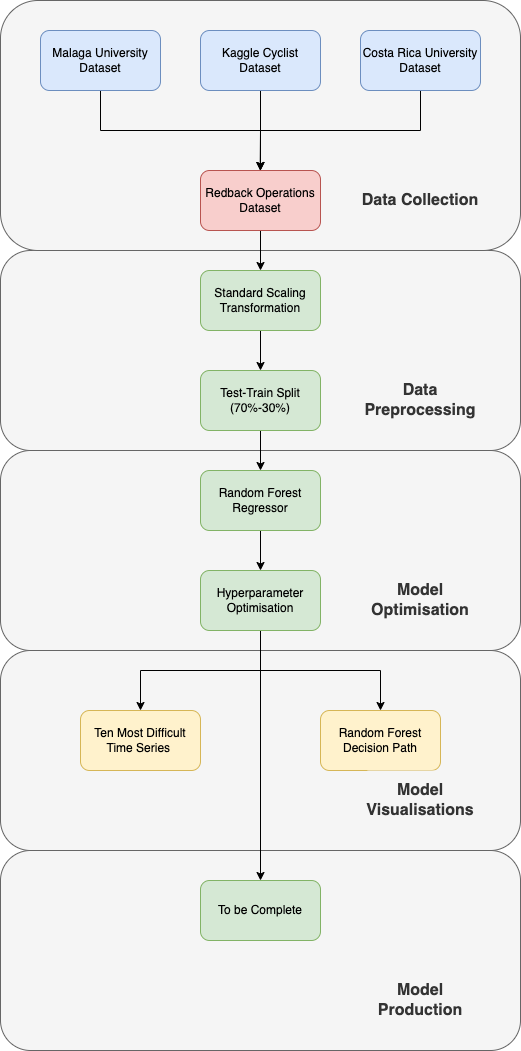 Malaga University
Dataset
Kaggle Cyclist
Dataset
Costa Rica University
Dataset
Redback Operations
Dataset
Data Collection
Standard Scaling
Transformation
Test-Train Split
(70%-30%)
Data
Preprocessing
Random Forest
Regressor
Hyperparameter
Optimisation
Model
Optimisation
Ten Most Difficult
Time Series
Random Forest
Decision Path
Model
Visualisations
To be Complete
Model
Production